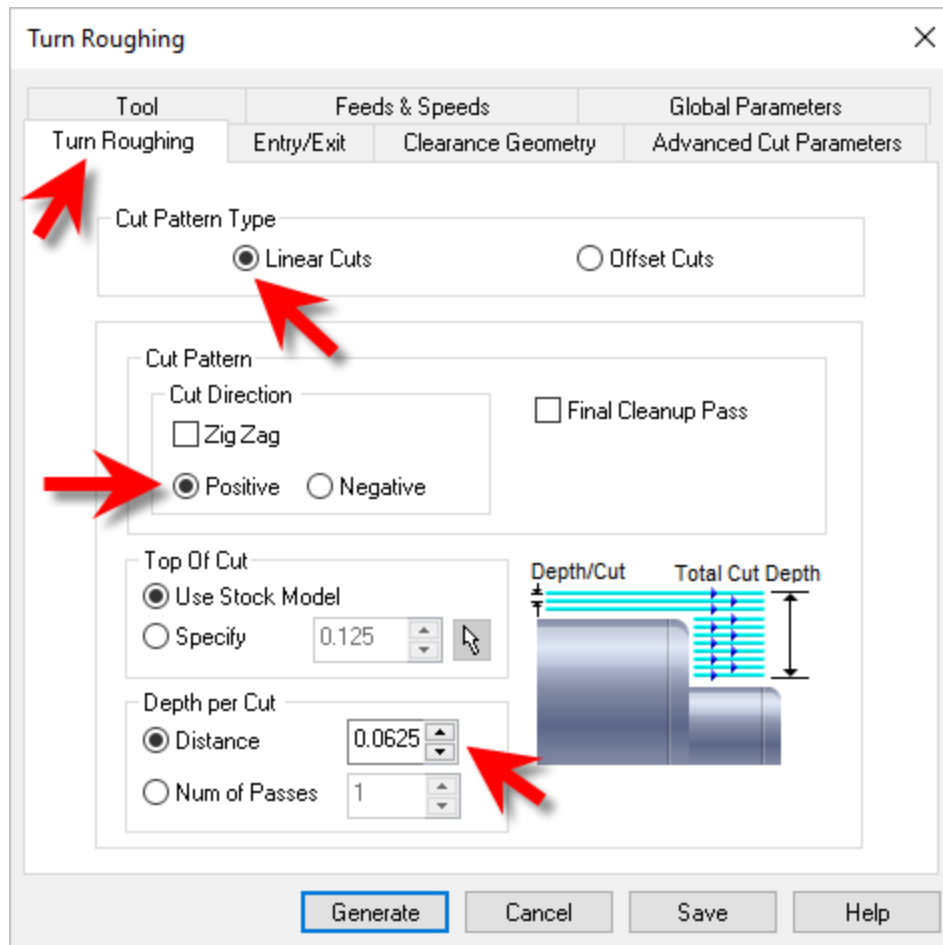 Turn Roughing
Tool Feeds & Speeds Global Parameters
Turn Roughing Entry/Exit Clearance Geometry Advanced Cut Parameters
Cut Pattern Type
Linear Cuts Offset Cuts
Cut Pattern
Cut Direction
Final Cleanup Pass
Zig Zag
Positive Negative
Top Of Cut
Use Stock Model
Specify 0.125
Depth/Cut Total Cut Depth
Depth per Cut
Distance 0.0625
Num of Passes 1
Generate Cancel Save Help